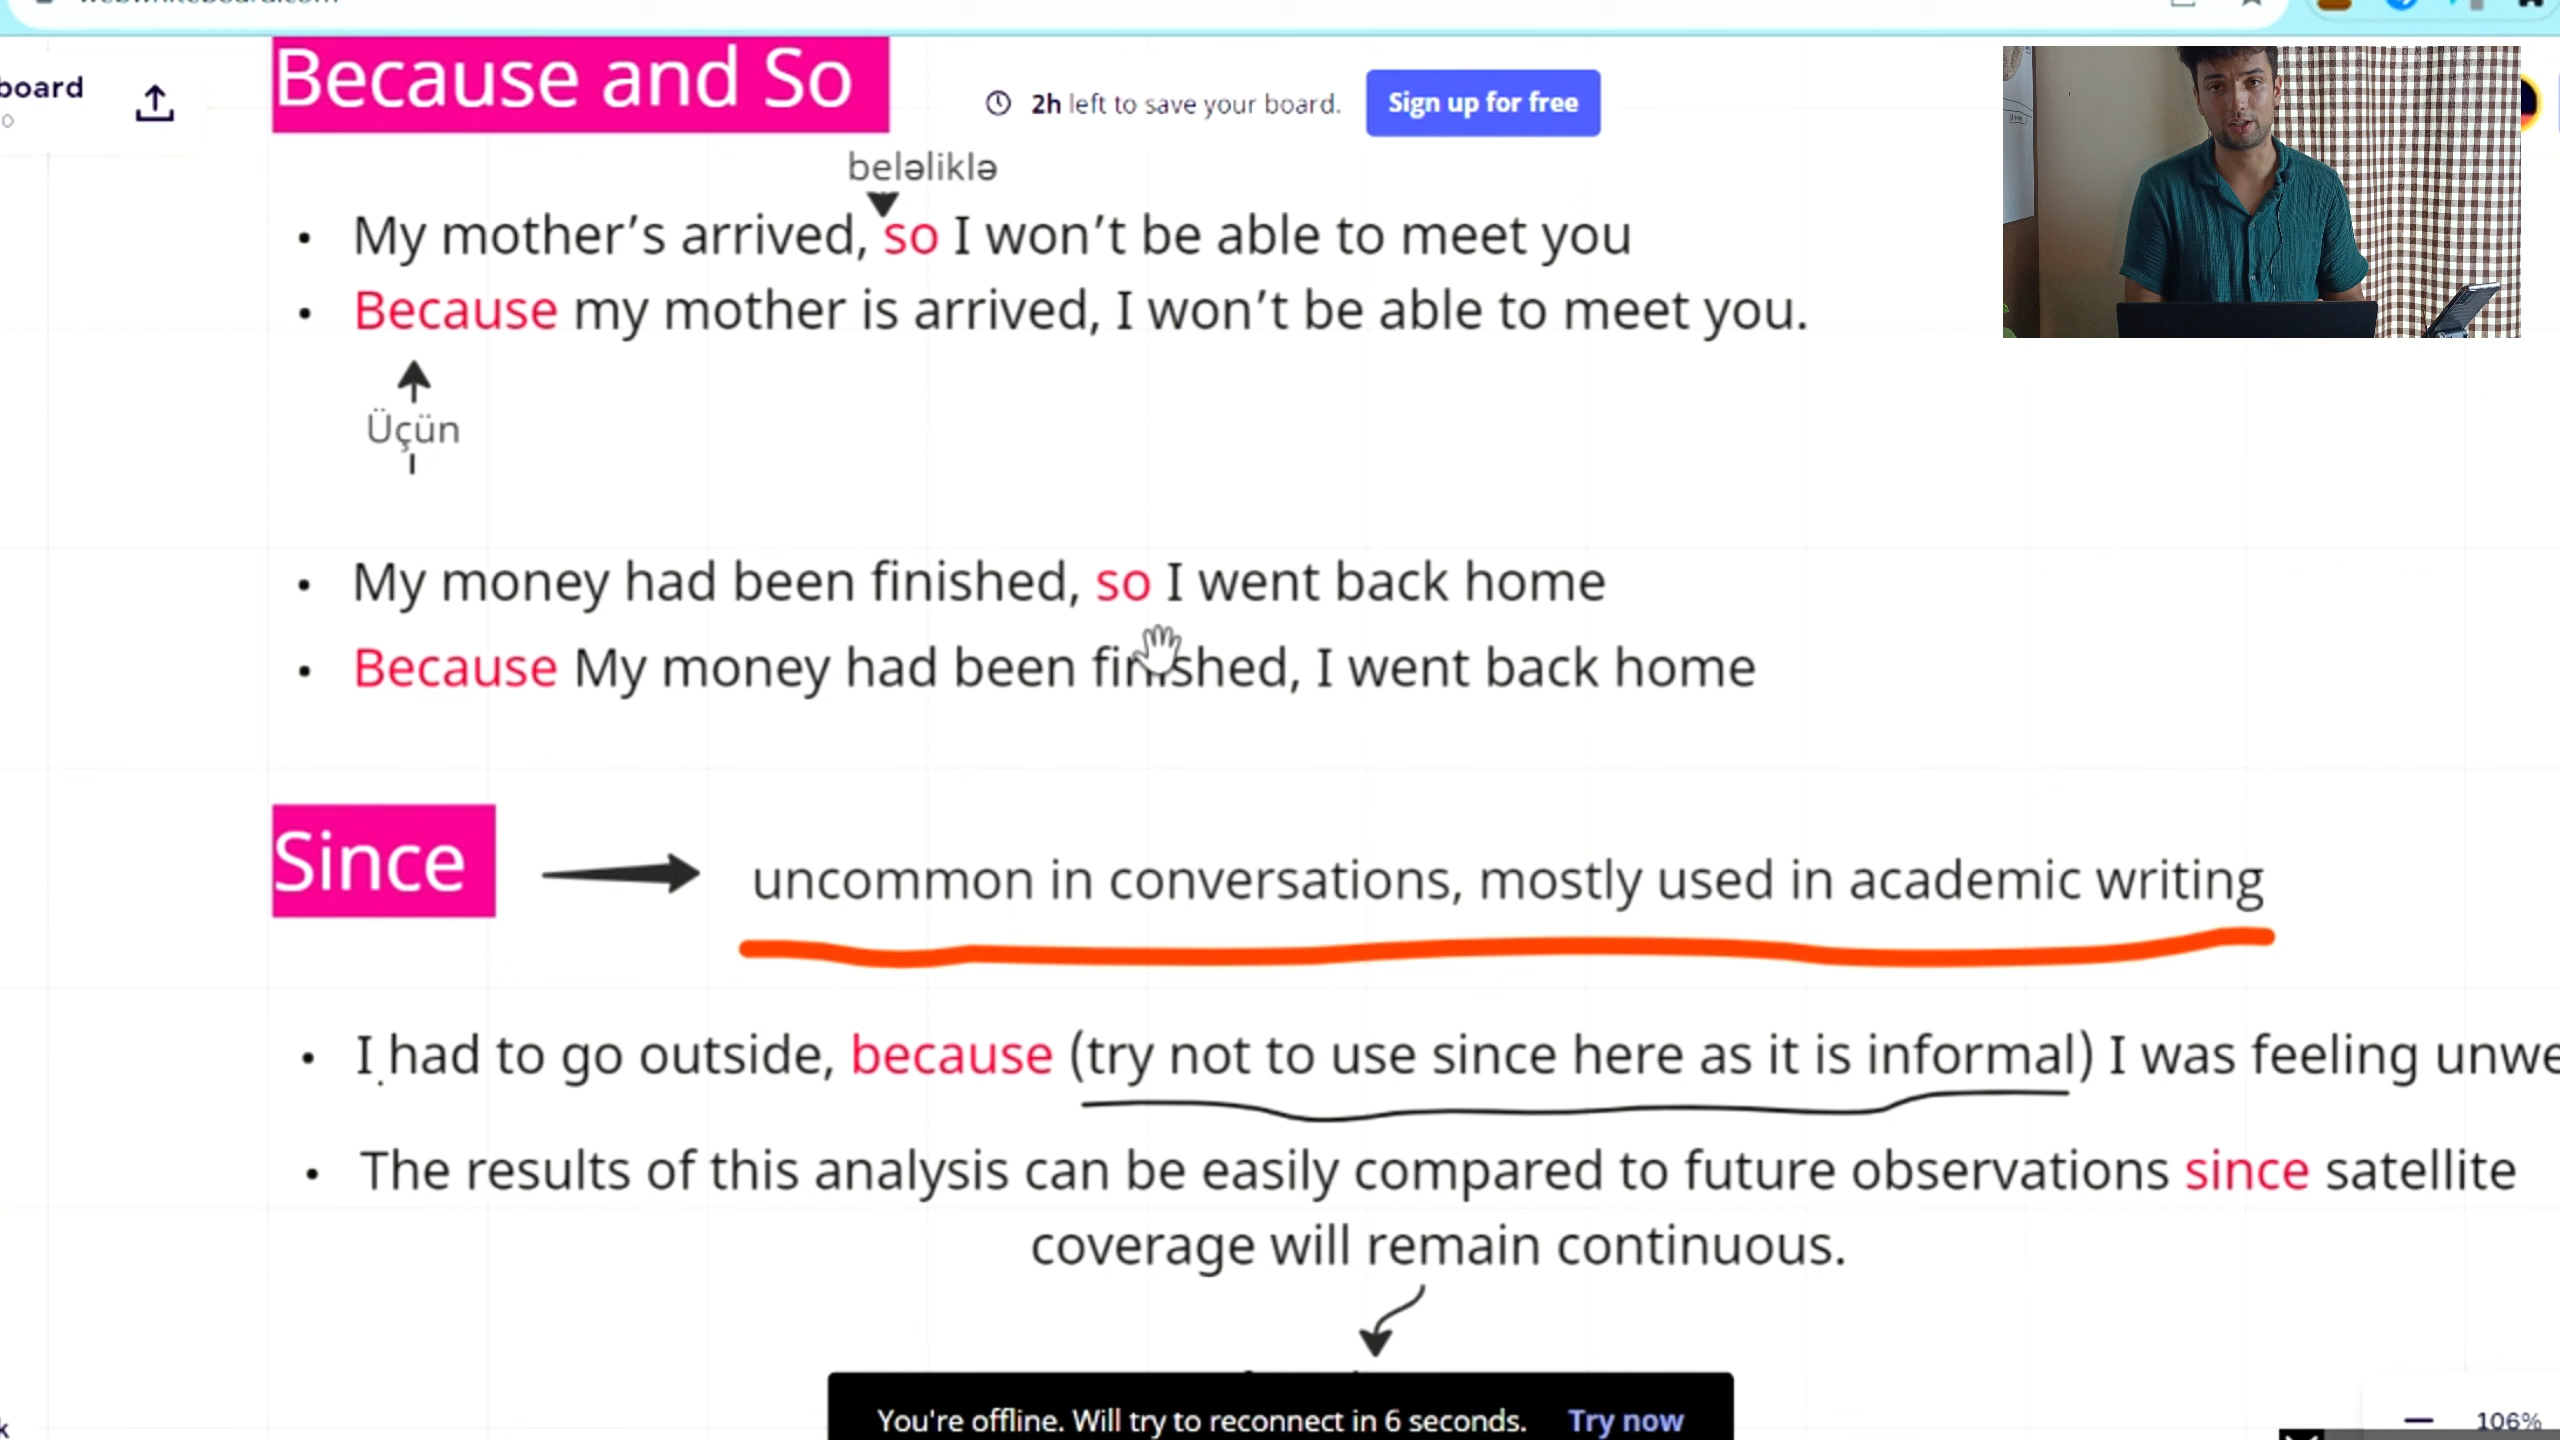 board
Because and So
2h left to save your board.
Sign up for free
beləliklə
• My mother’s arrived, so I won’t be able to meet you
• Because my mother is arrived, I won’t be able to meet you.
Üçün
• My money had been finished, so I went back home
• Because My money had been finished, I went back home
Since
uncommon in conversations, mostly used in academic writing
• I had to go outside, because (try not to use since here as it is informal) I was feeling unwe
• The results of this analysis can be easily compared to future observations since satellite
coverage will remain continuous.
You're offline. Will try to reconnect in 6 seconds. Try now
106%